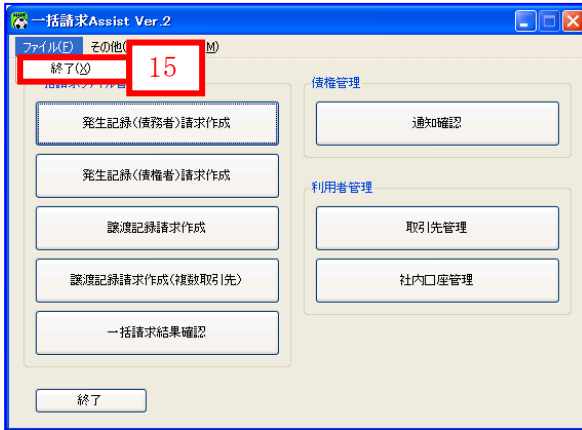 一括請求Assist Ver.2
ファイル(F) その他( M)
終了(X)
15
債権管理
発生記録(債務者)請求作成
通知確認
発生記録(債権者)請求作成
利用者管理
譲渡記録請求作成
取引先管理
譲渡記録請求作成(複数取引先)
社内口座管理
一括請求結果確認
終了